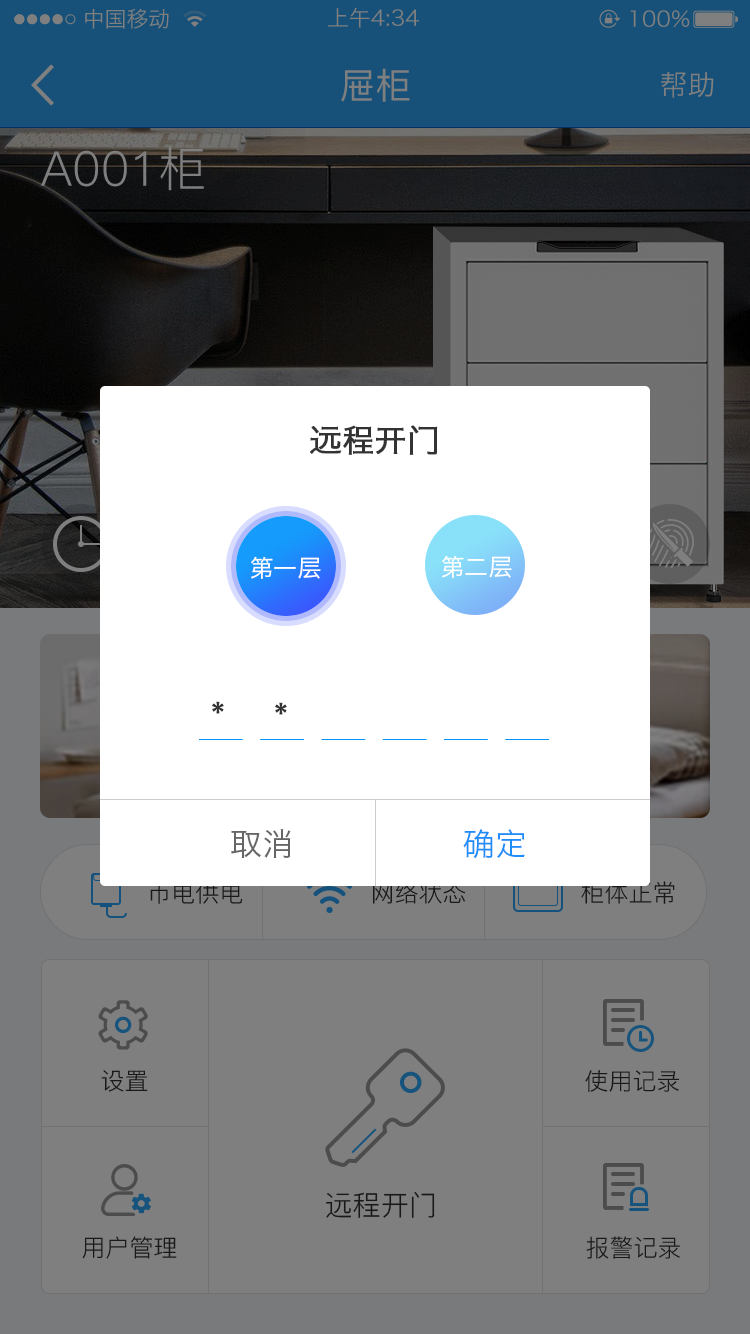 中国移动 上午4:34 100%
屉柜 帮助
A001柜
远程开门
第一层 第二层
* *
取消 确定
市电供电 网络状态 柜体正常
设置
使用记录
远程开门
用户管理
报警记录